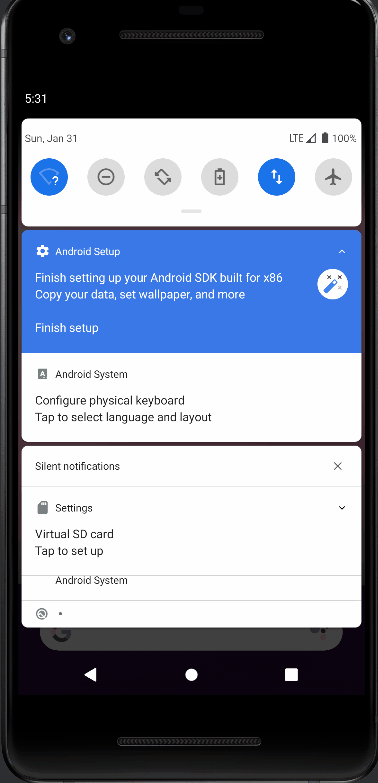 5:31
Sun, Jan 31
LTE
100%
?
Android Setup
Finish setting up your Android SDK built for x86
Copy your data, set wallpaper, and more
Finish setup
A
Android System
Configure physical keyboard
Tap to select language and layout
Silent notifications
Settings
Virtual SD card
Tap to set up
Android System
G